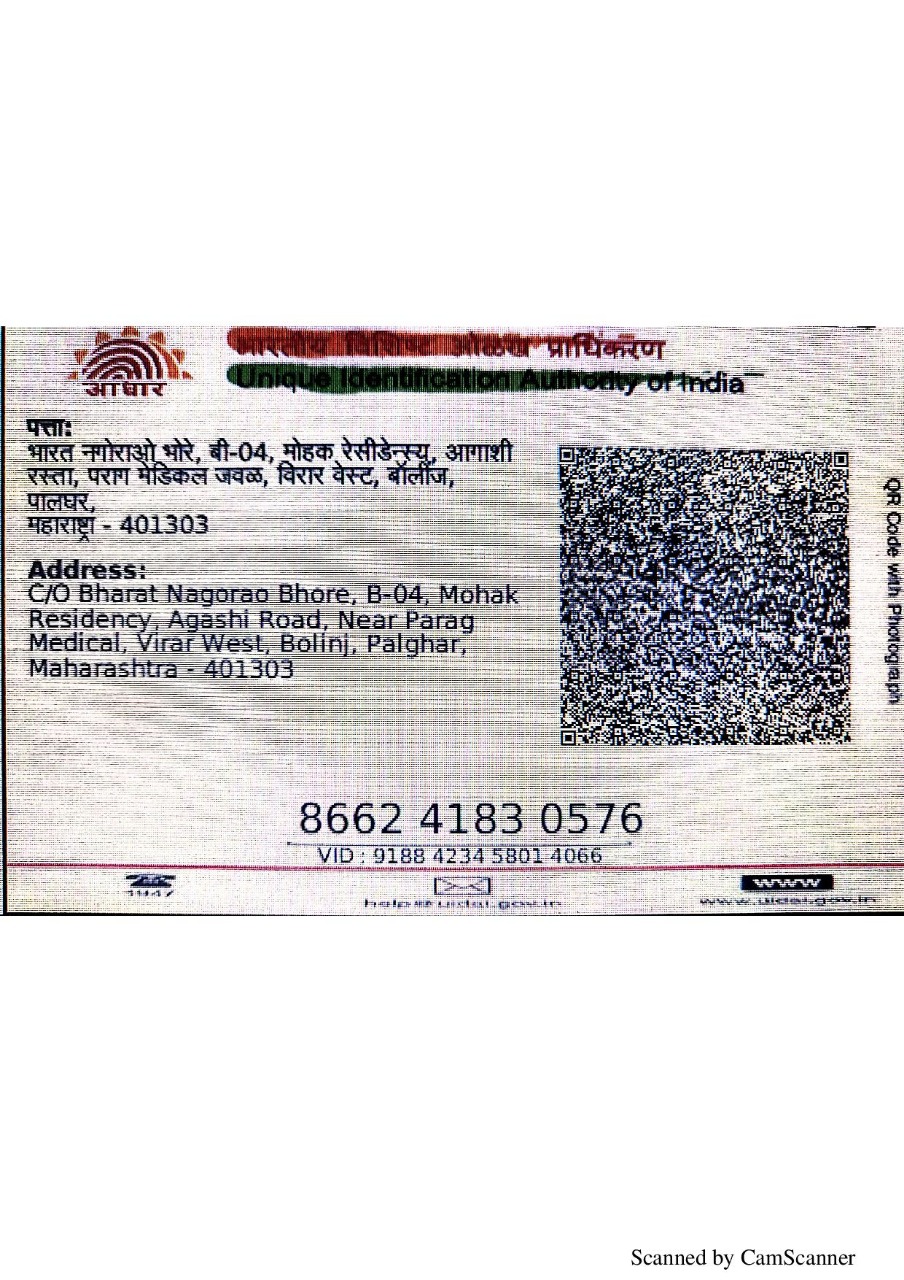 आधार
भारतीय विशिष्ट ओळख प्राधिकरण
Unique Identification Authority of India
पत्ता:
भारत नगोराओ भोरे, बी-04, मोहक रेसीडेन्स्य, आगाशी
रस्ता, पराग मेडिकल जवळ, विरार वेस्ट, बॉलींज,
पालघर,
महाराष्ट्रा - 401303
Address:
C/O Bharat Nagorao Bhore, B-04, Mohak
Residency, Agashi Road, Near Parag
Medical, Virar West, Bolinj, Palghar,
Maharashtra - 401303
QR Code with Photograph
8662 4183 0576
VID : 9188 4234 5801 4066
1947
help@uidai.gov.in
www
www.uidai.gov.in
Scanned by CamScanner